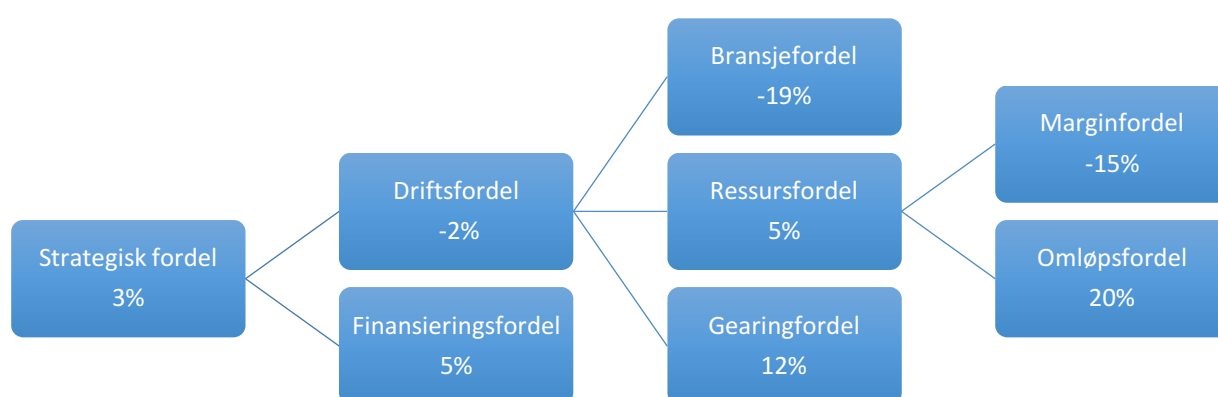 Strategisk fordel
3%
Driftsfordel
-2%
Finansieringsfordel
5%
Bransjefordel
-19%
Ressursfordel
5%
Gearingfordel
12%
Marginfordel
-15%
Omløpsfordel
20%